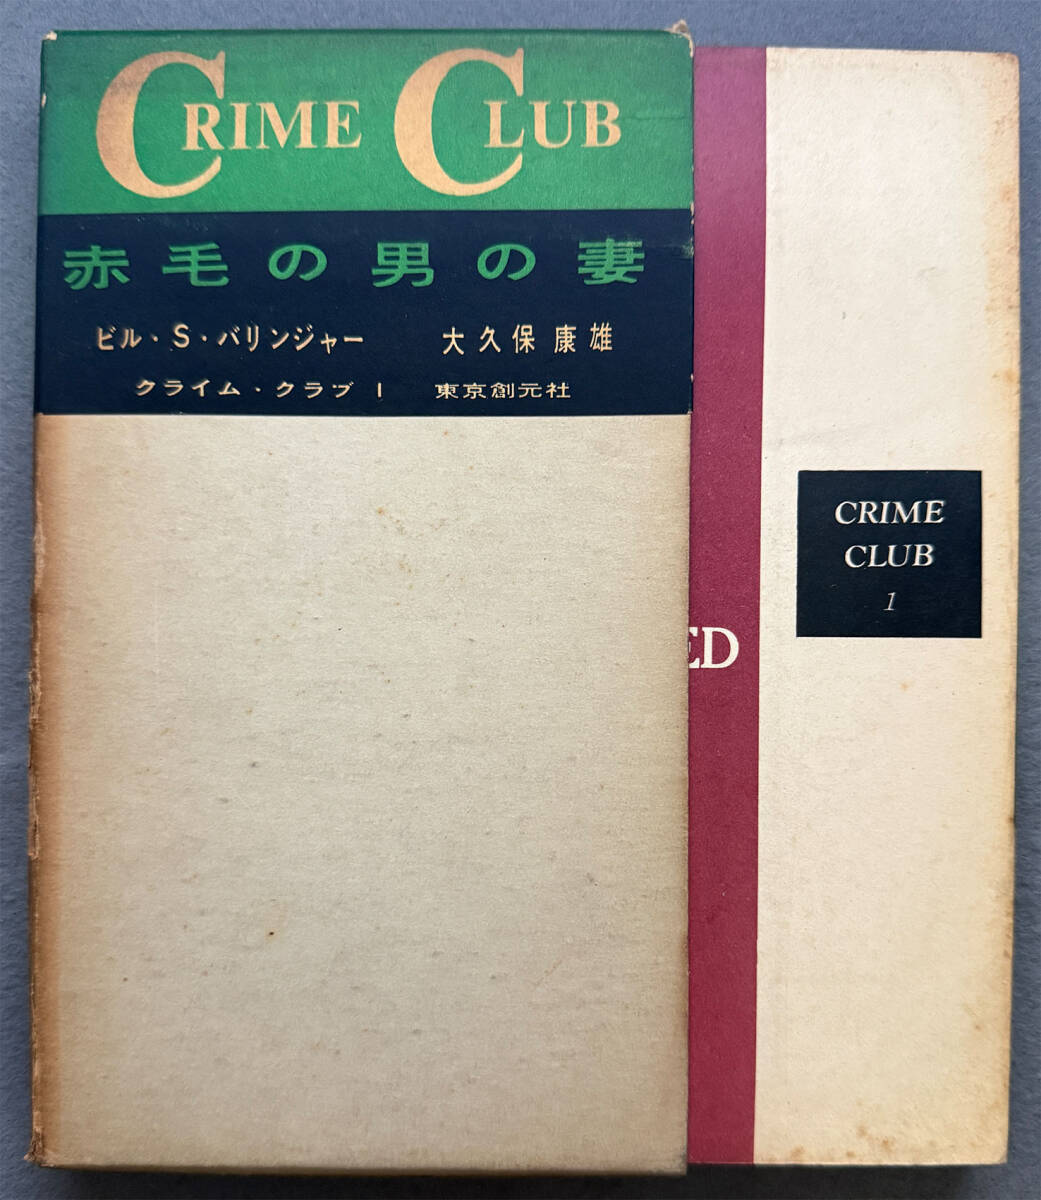 CRIME CLUB
赤毛の男の妻
ビル・S・バリンジャー 大久保康雄
クライム・クラブ 1 東京創元社
ED
CRIME
CLUB
1